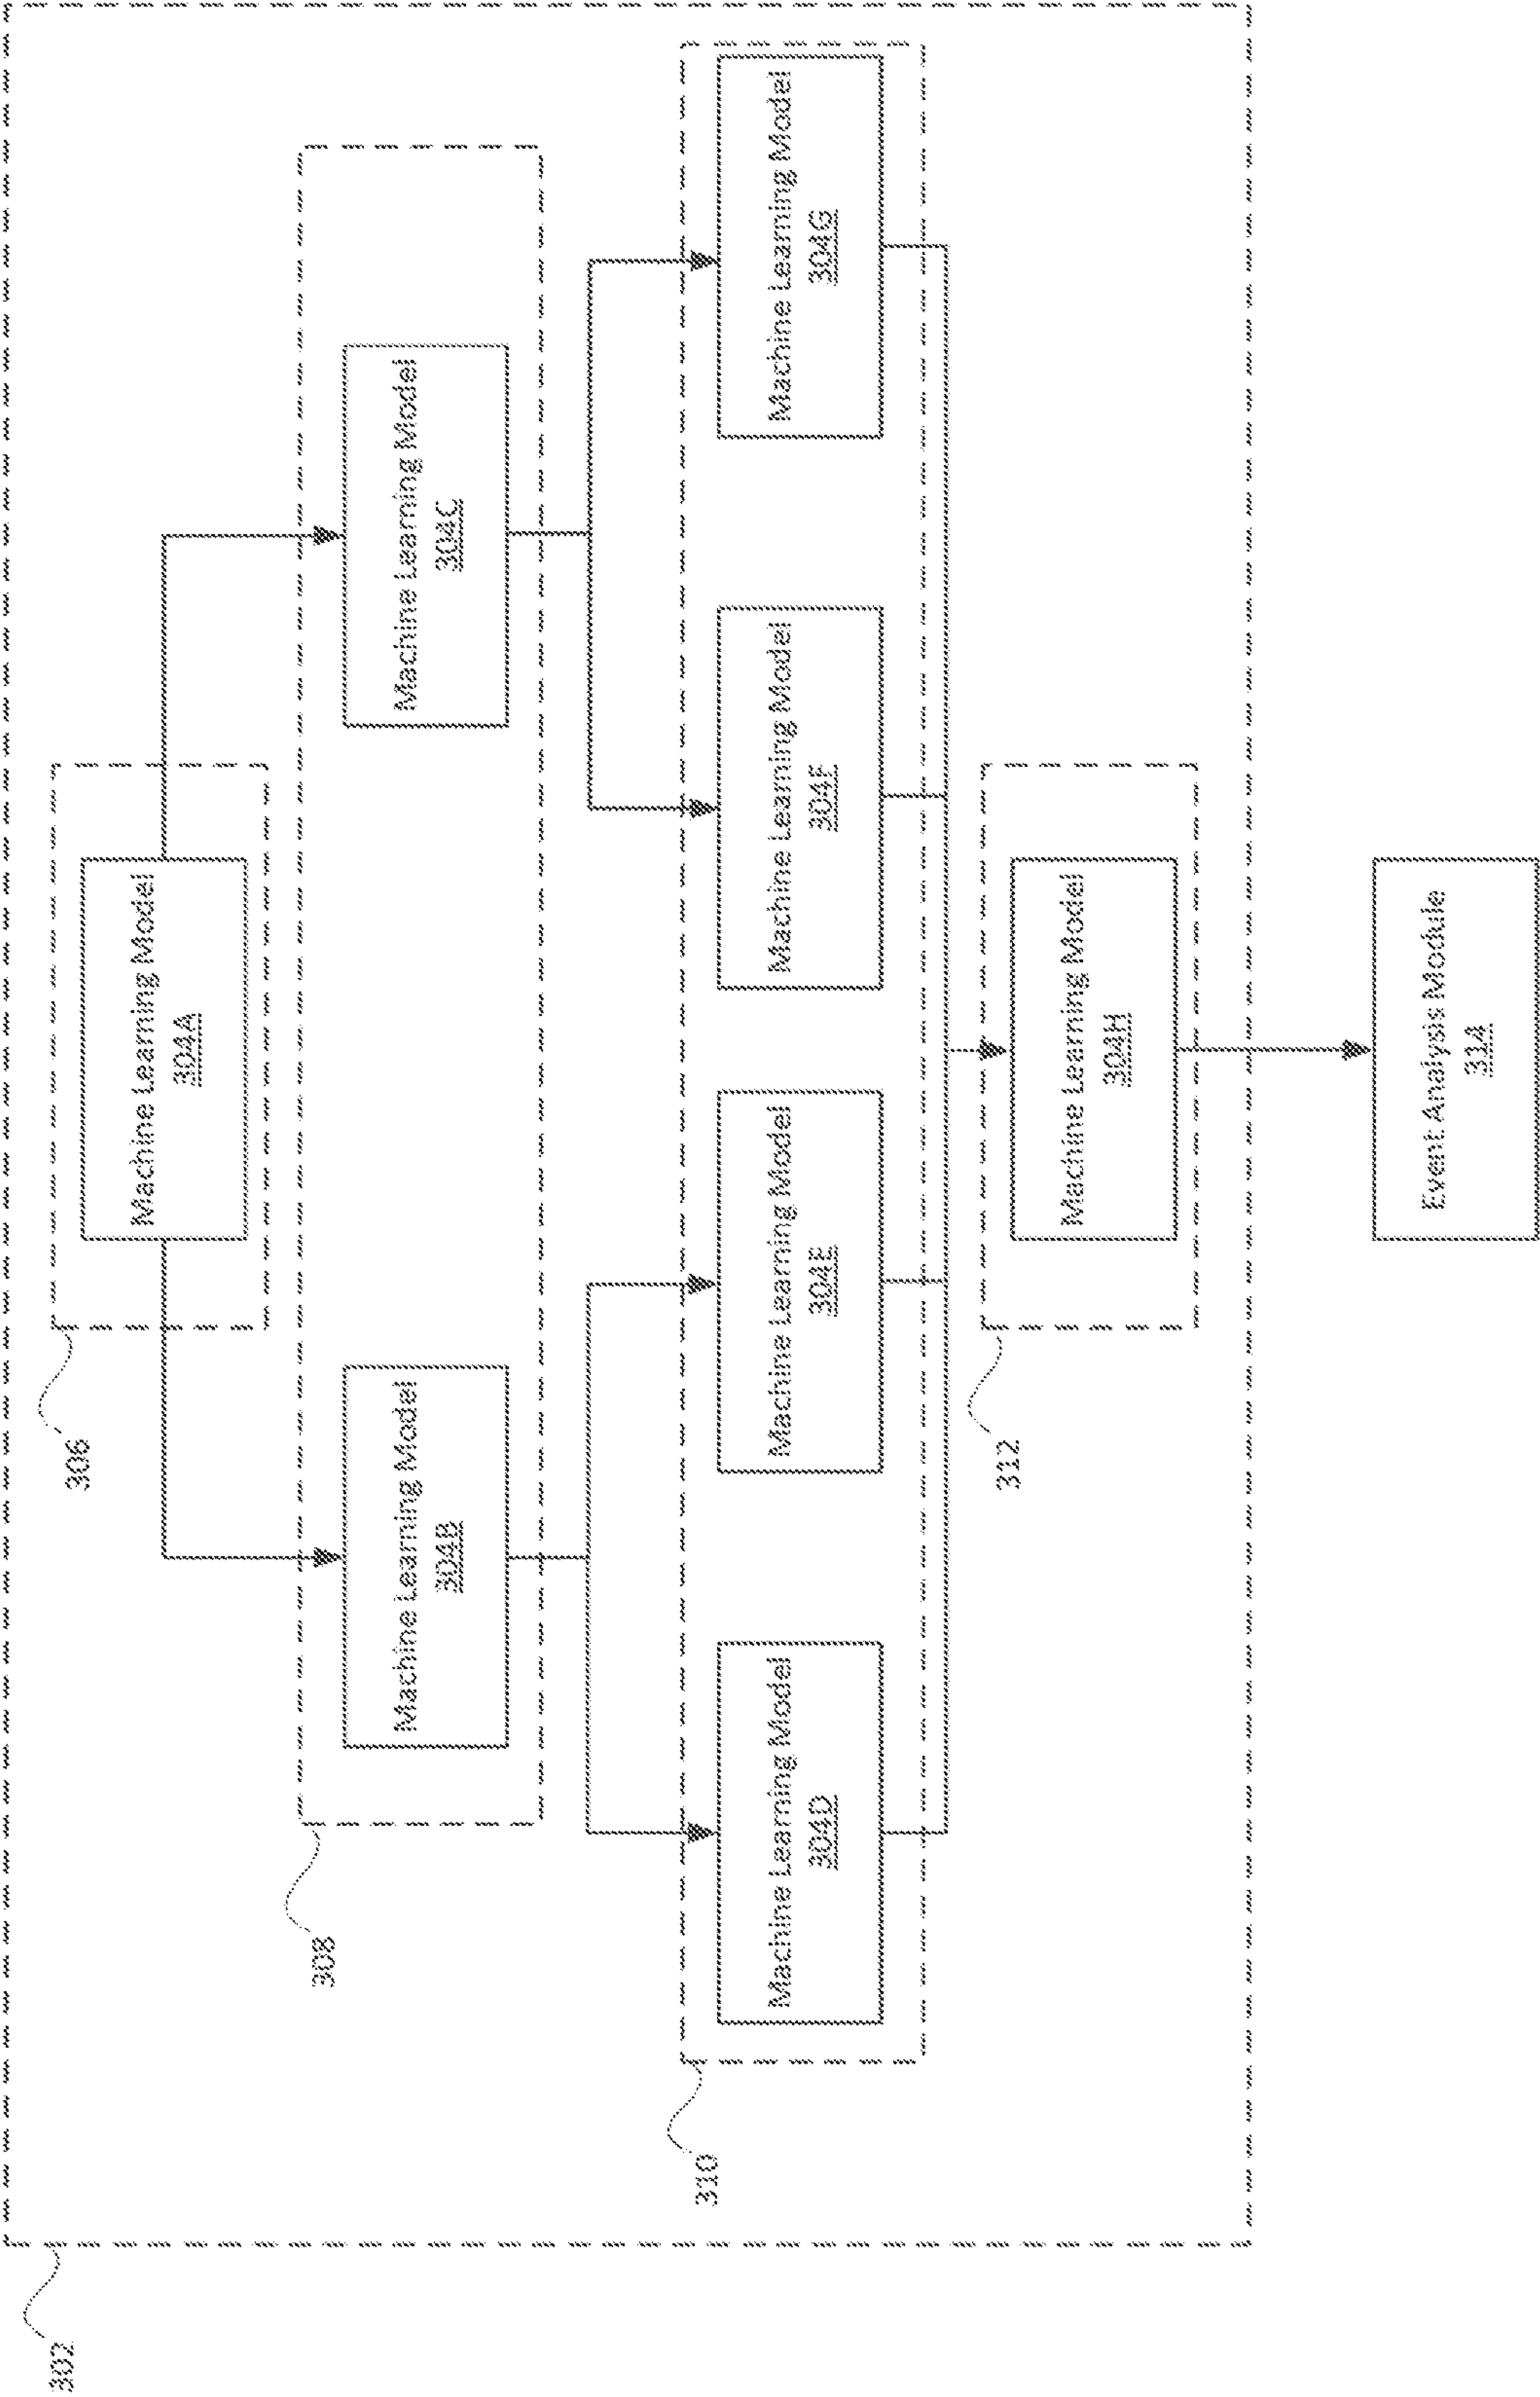 302
306
Machine Learning Model
304A
308
Machine Learning Model
304B
Machine Learning Model
304C
310
Machine Learning Model
304D
Machine Learning Model
304E
Machine Learning Model
304F
Machine Learning Model
304G
312
Machine Learning Model
304H
Event Analysis Module
314